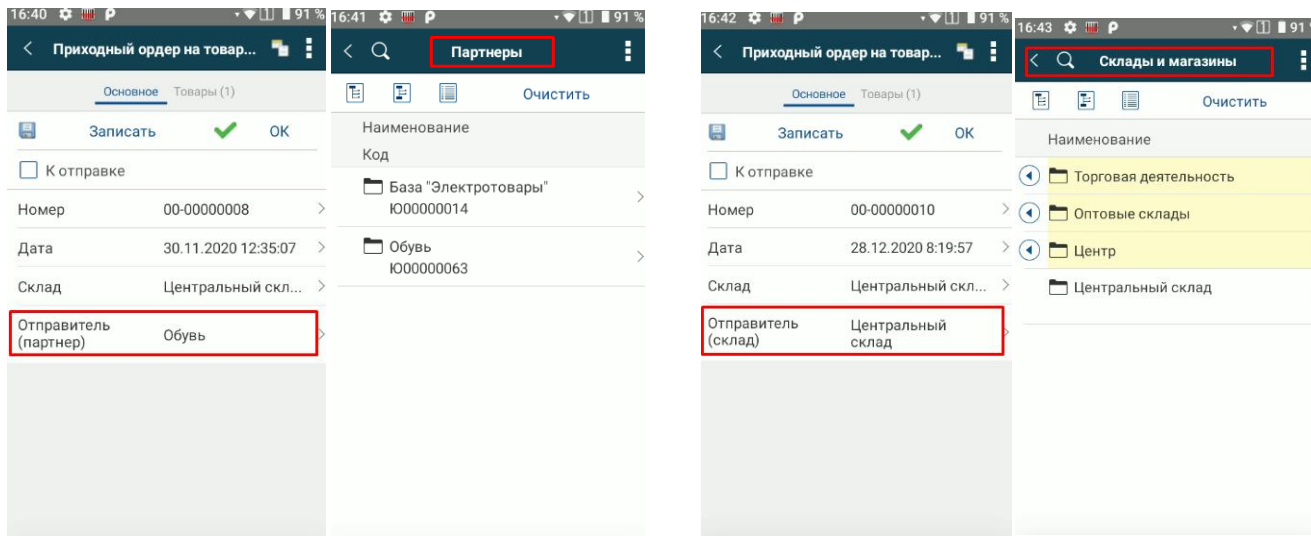 16:40 91 %
Приходный ордер на товар...
Основное Товары (1)
Записать ОК
К отправке
Номер 00-00000008
Дата 30.11.2020 12:35:07
Склад Центральный скл...
Отправитель
(партнер)
Обувь
16:41 91 %
Партнеры
Очистить
Наименование
Код
База "Электротовары"
Ю00000014
Обувь
Ю00000063
16:42 91 %
Приходный ордер на товар...
Основное Товары (1)
Записать ОК
К отправке
Номер 00-00000010
Дата 28.12.2020 8:19:57
Склад Центральный скл...
Отправитель
(склад)
Центральный
склад
16:43 91
Склады и магазины
Очистить
Наименование
Торговая деятельность
Оптовые склады
Центр
Центральный склад